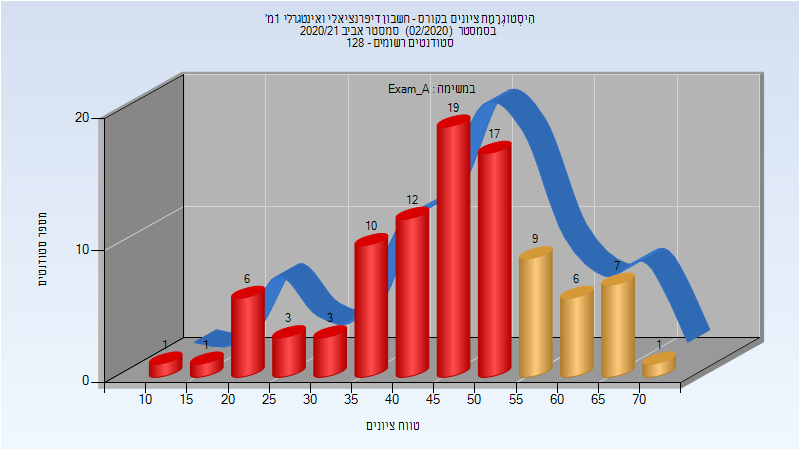 היסטוגרמת ציונים בקורס - חשבון דיפרנציאלי ואינטגרלי 1מ'
בסמסטר (02/2020) סמסטר אביב 2020/21
סטודנטים רשומים - 128
במשימה : Exam_A
מספר סטודנטים
20
10
0
1
1
6
3
3
10
12
19
17
9
6
7
1
10 15 20 25 30 35 40 45 50 55 60 65 70
טווח ציונים